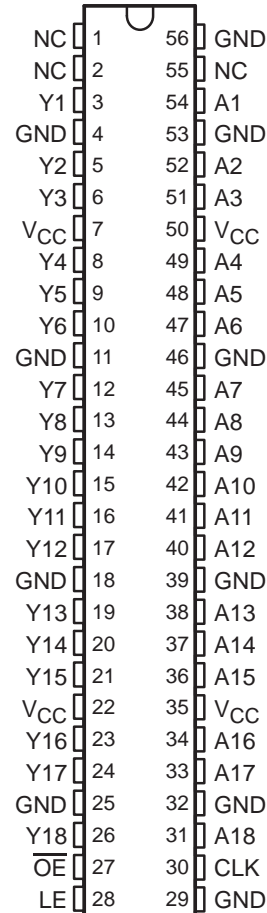 NC 1 56 GND
NC 2 55 NC
Y1 3 54 A1
GND 4 53 GND
Y2 5 52 A2
Y3 6 51 A3
VCC 7 50 VCC
Y4 8 49 A4
Y5 9 48 A5
Y6 10 47 A6
GND 11 46 GND
Y7 12 45 A7
Y8 13 44 A8
Y9 14 43 A9
Y10 15 42 A10
Y11 16 41 A11
Y12 17 40 A12
GND 18 39 GND
Y13 19 38 A13
Y14 20 37 A14
Y15 21 36 A15
VCC 22 35 VCC
Y16 23 34 A16
Y17 24 33 A17
GND 25 32 GND
Y18 26 31 A18
O̅E̅ 27 30 CLK
LE 28 29 GND